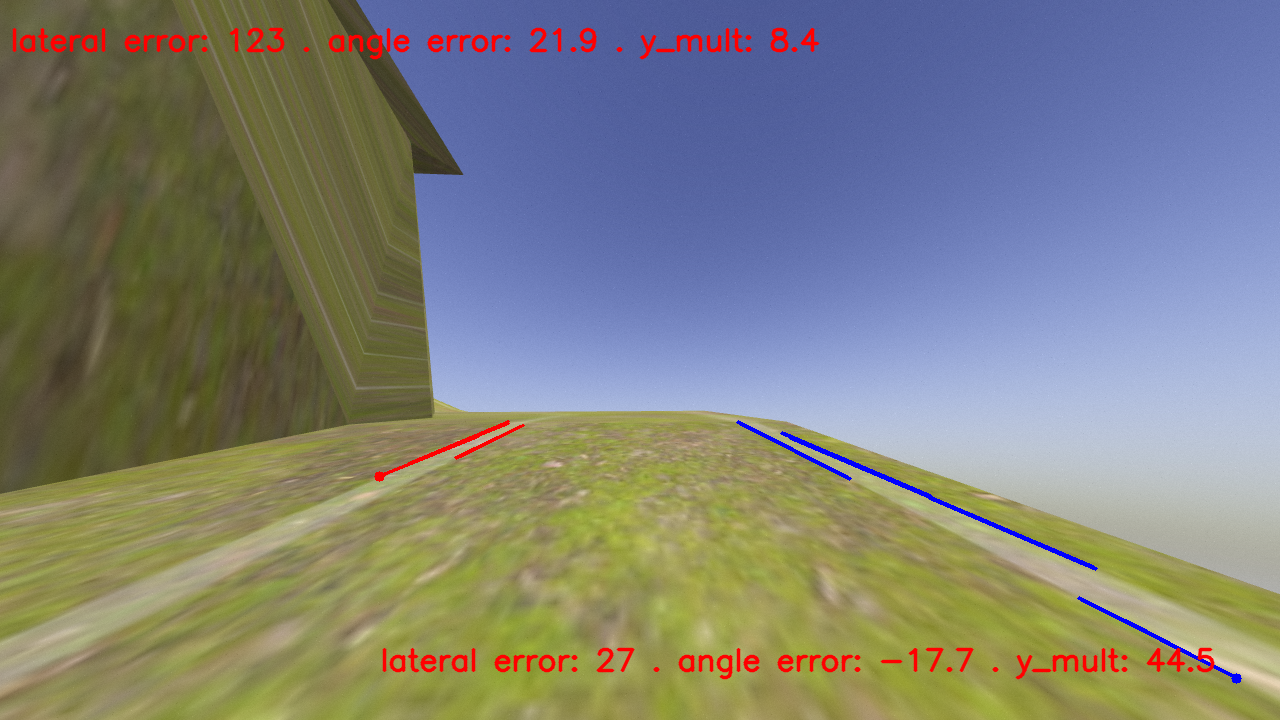 lateral error: 123 . angle error: 21.9 . y_mult: 8.4
lateral error: 27 . angle error: −17.7 . y_mult: 44.5